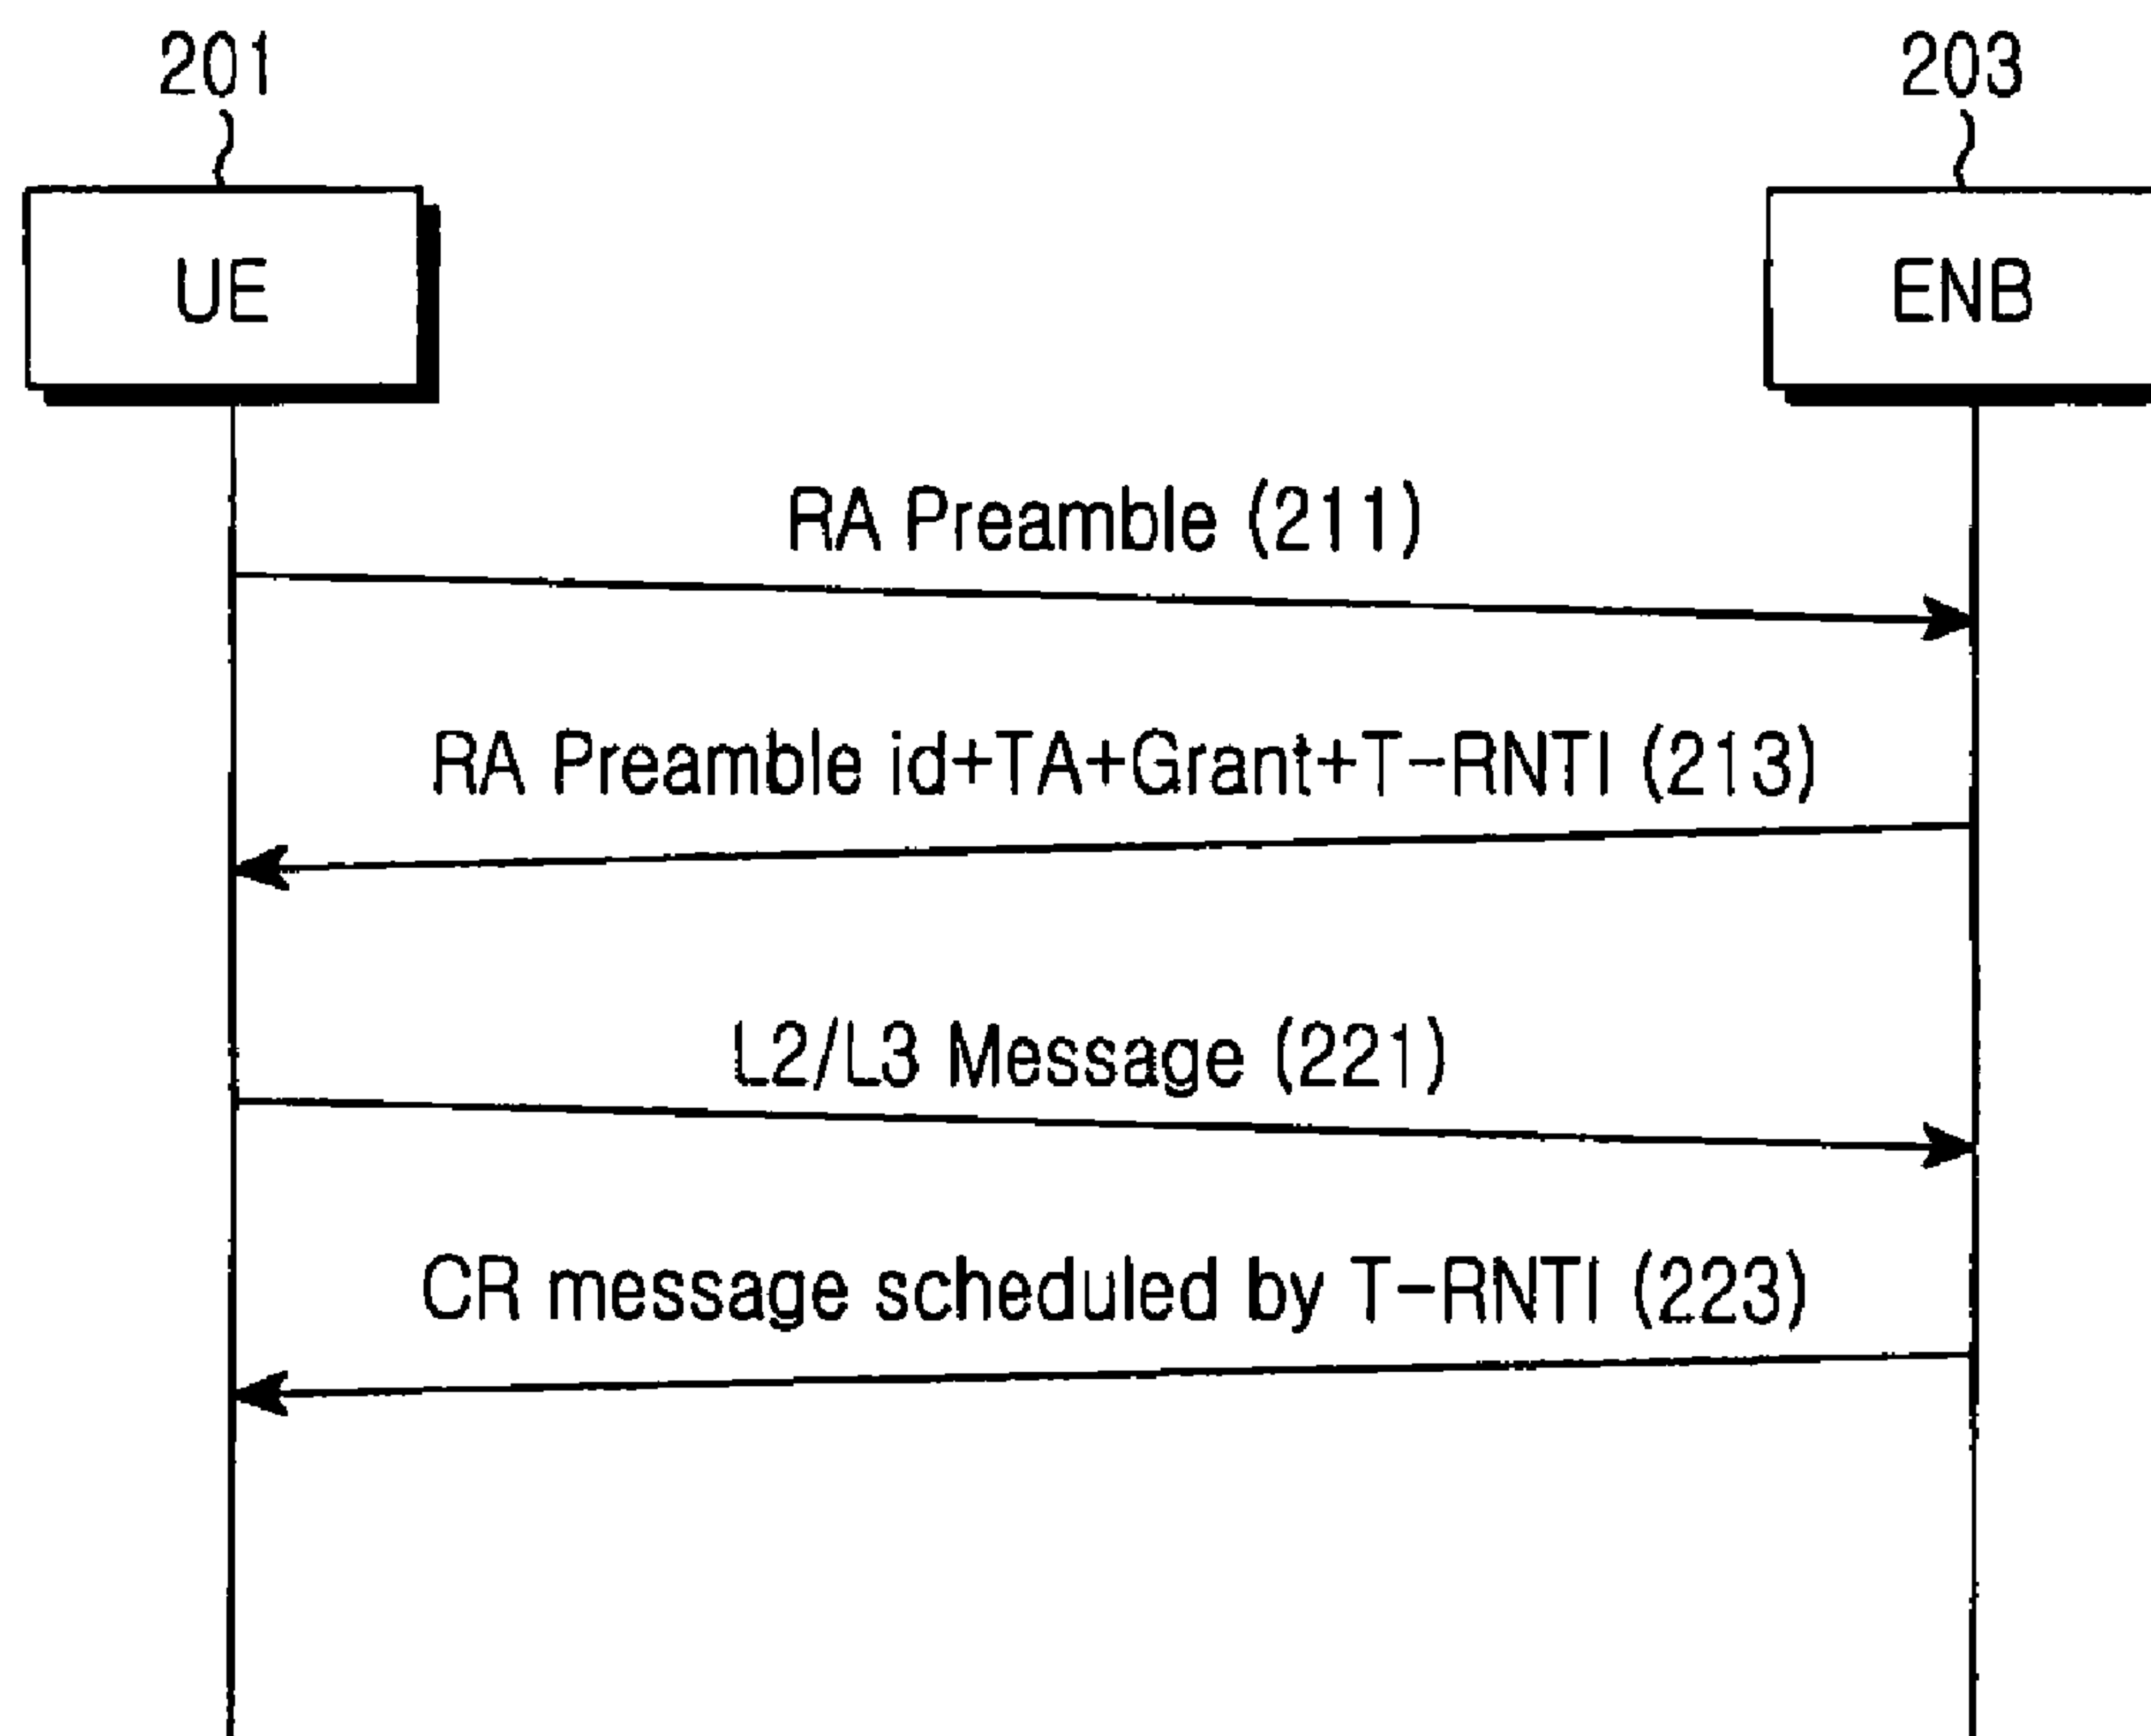 201
203
UE
ENB
RA Preamble (211)
RA Preamble id+TA+Grant+T-RNTI (213)
L2/L3 Message (221)
CR message scheduled by T-RNTI (223)